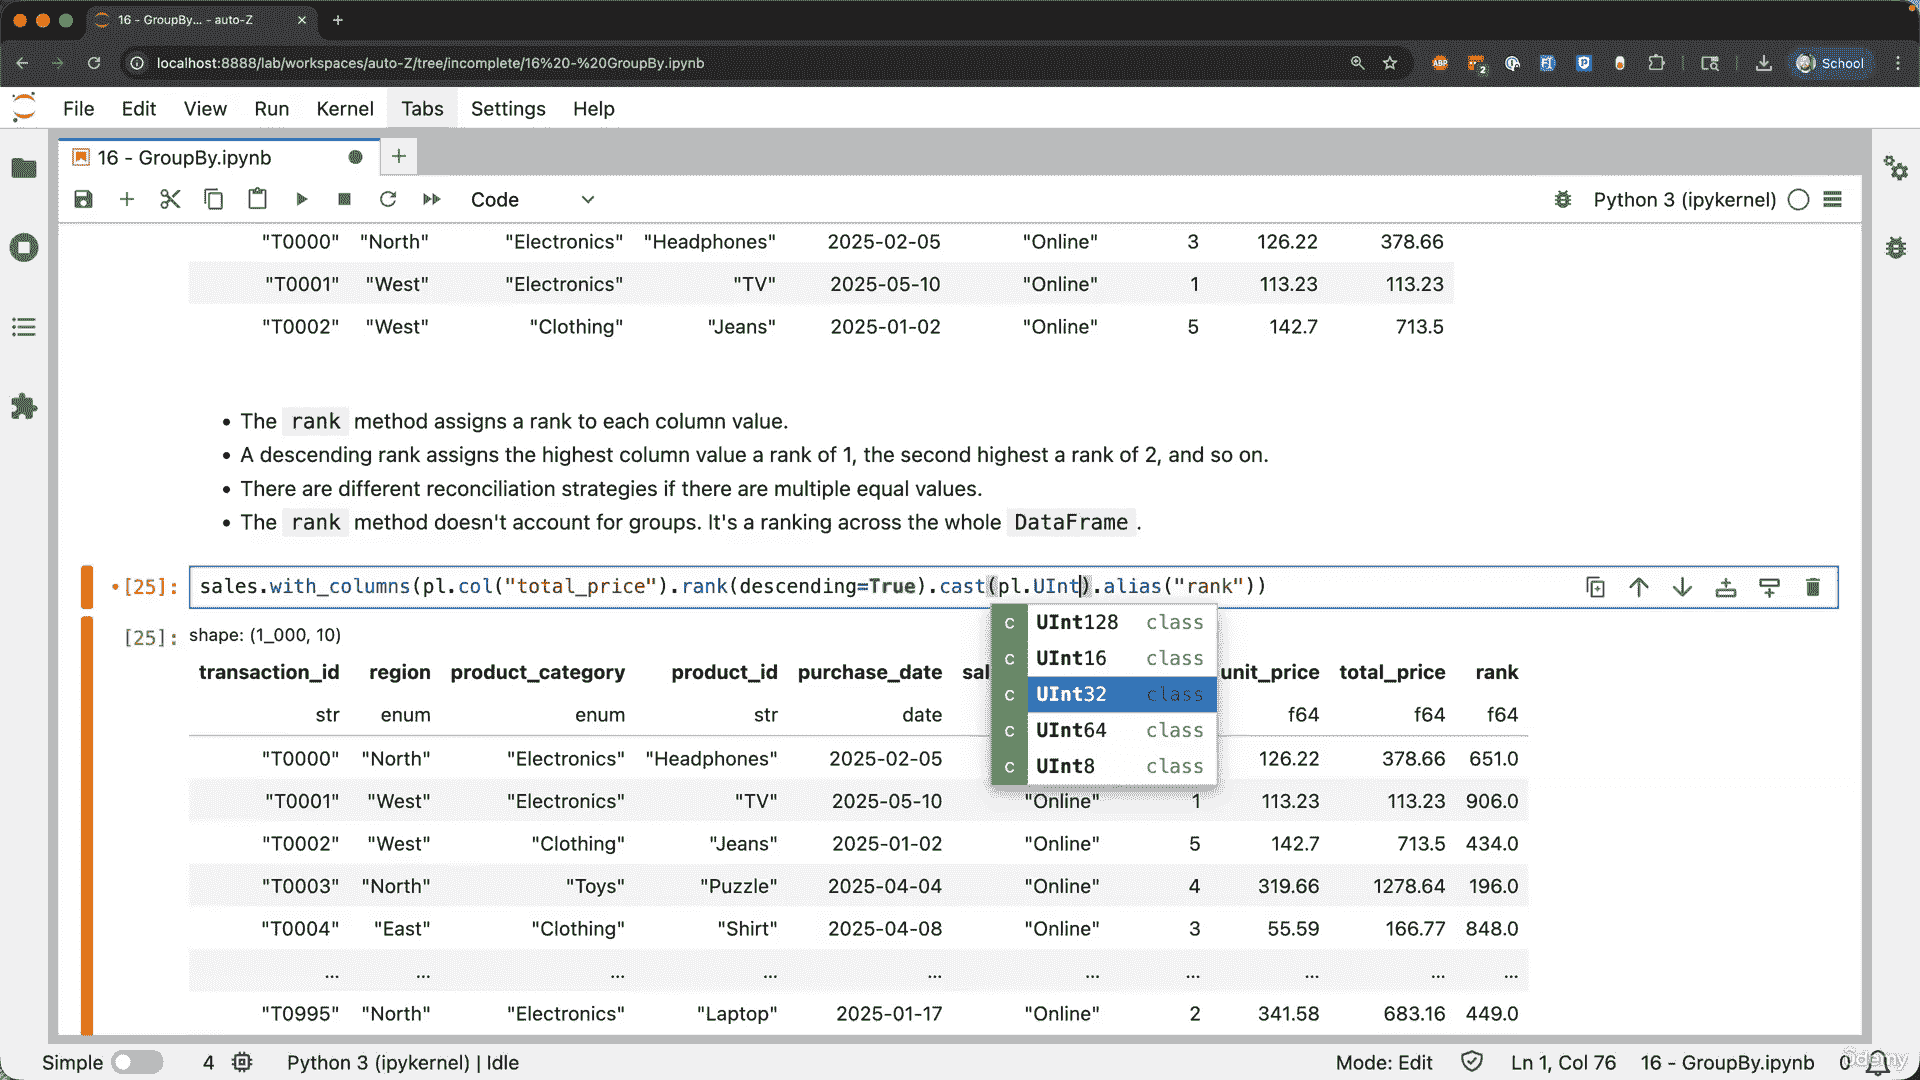 16 - GroupBy... - auto-Z
localhost:8888/lab/workspaces/auto-Z/tree/incomplete/16%20-%20GroupBy.ipynb
ABP
2
School
File Edit View Run Kernel Tabs Settings Help
16 - GroupBy.ipynb
Code
Python 3 (ipykernel)
"T0000" "North" "Electronics" "Headphones" 2025-02-05 "Online" 3 126.22 378.66
"T0001" "West" "Electronics" "TV" 2025-05-10 "Online" 1 113.23 113.23
"T0002" "West" "Clothing" "Jeans" 2025-01-02 "Online" 5 142.7 713.5
• The rank method assigns a rank to each column value.
• A descending rank assigns the highest column value a rank of 1, the second highest a rank of 2, and so on.
• There are different reconciliation strategies if there are multiple equal values.
• The rank method doesn't account for groups. It's a ranking across the whole DataFrame.
•[25]: sales.with_columns(pl.col("total_price").rank(descending=True).cast(pl.UInt).alias("rank"))
c UInt128 class
c UInt16 class
c UInt32 class
c UInt64 class
c UInt8 class
[25]: shape: (1_000, 10)
transaction_id region product_category product_id purchase_date sal unit_price total_price rank
str enum enum str date f64 f64 f64
"T0000" "North" "Electronics" "Headphones" 2025-02-05 126.22 378.66 651.0
"T0001" "West" "Electronics" "TV" 2025-05-10 "Online" 1 113.23 113.23 906.0
"T0002" "West" "Clothing" "Jeans" 2025-01-02 "Online" 5 142.7 713.5 434.0
"T0003" "North" "Toys" "Puzzle" 2025-04-04 "Online" 4 319.66 1278.64 196.0
"T0004" "East" "Clothing" "Shirt" 2025-04-08 "Online" 3 55.59 166.77 848.0
… … … … … … … … … …
"T0995" "North" "Electronics" "Laptop" 2025-01-17 "Online" 2 341.58 683.16 449.0
Simple 4 Python 3 (ipykernel) | Idle Mode: Edit Ln 1, Col 76 16 - GroupBy.ipynb 0
Udemy